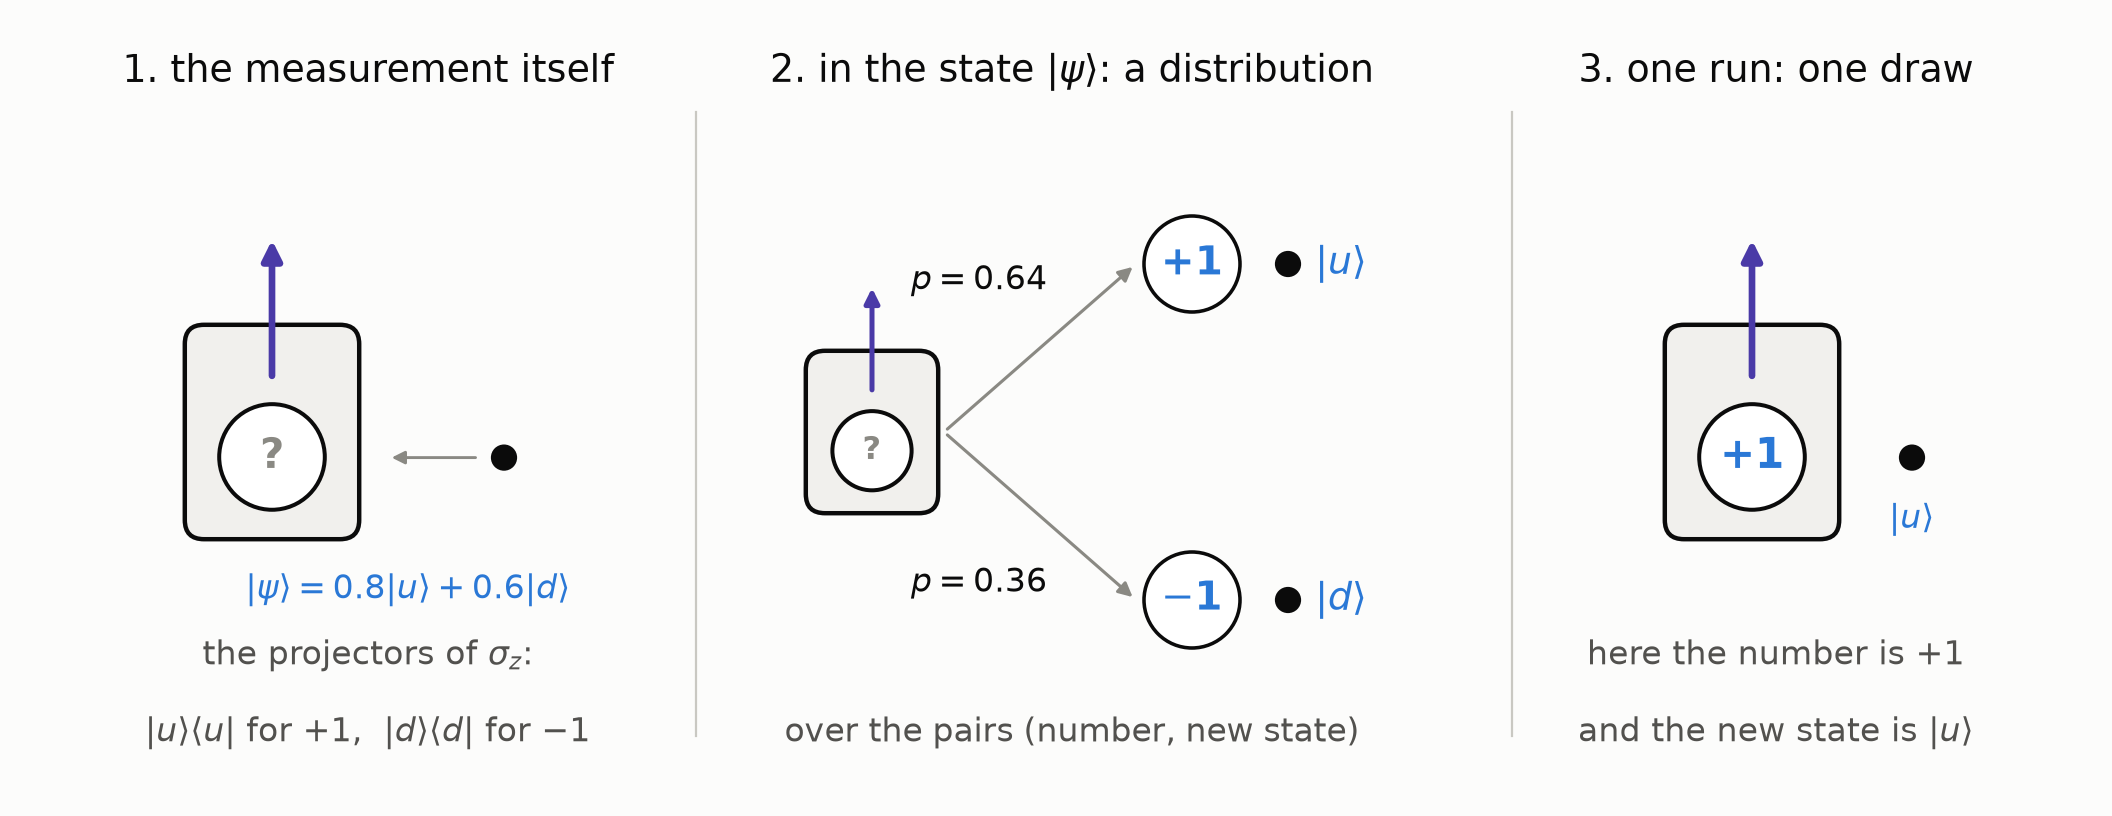 1. the measurement itself
?
|ψ⟩ = 0.8|u⟩ + 0.6|d⟩
the projectors of σ_z:
|u⟩⟨u| for +1, |d⟩⟨d| for −1
2. in the state |ψ⟩: a distribution
p = 0.64
+1 |u⟩
?
p = 0.36
−1 |d⟩
over the pairs (number, new state)
3. one run: one draw
+1
|u⟩
here the number is +1
and the new state is |u⟩